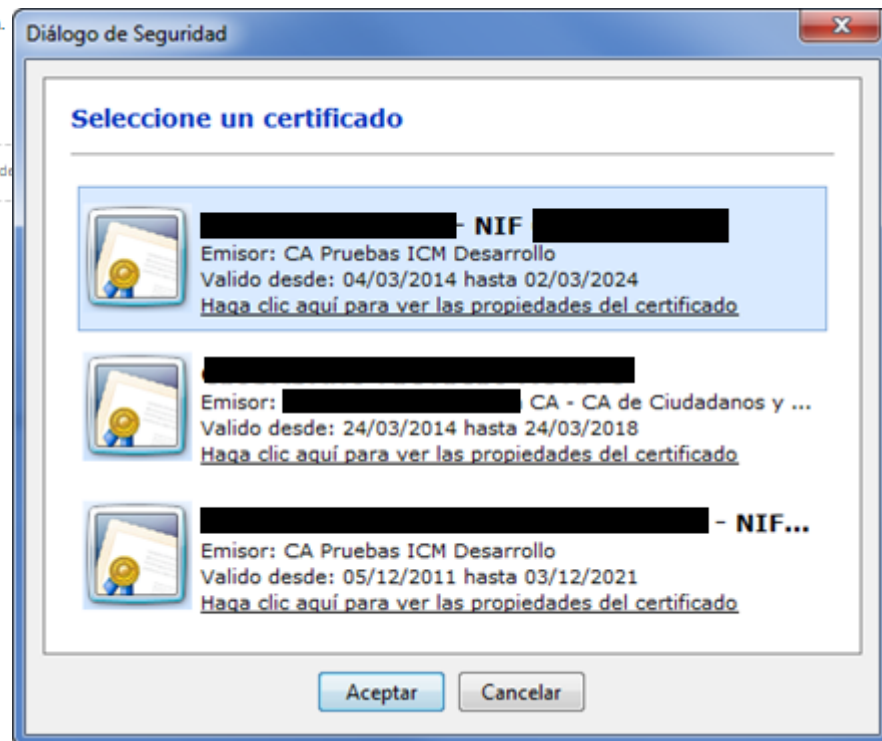 Diálogo de Seguridad
Seleccione un certificado
- NIF
Emisor: CA Pruebas ICM Desarrollo
Valido desde: 04/03/2014 hasta 02/03/2024
Haga clic aquí para ver las propiedades del certificado
Emisor: CA - CA de Ciudadanos y ...
Valido desde: 24/03/2014 hasta 24/03/2018
Haga clic aquí para ver las propiedades del certificado
- NIF...
Emisor: CA Pruebas ICM Desarrollo
Valido desde: 05/12/2011 hasta 03/12/2021
Haga clic aquí para ver las propiedades del certificado
Aceptar Cancelar